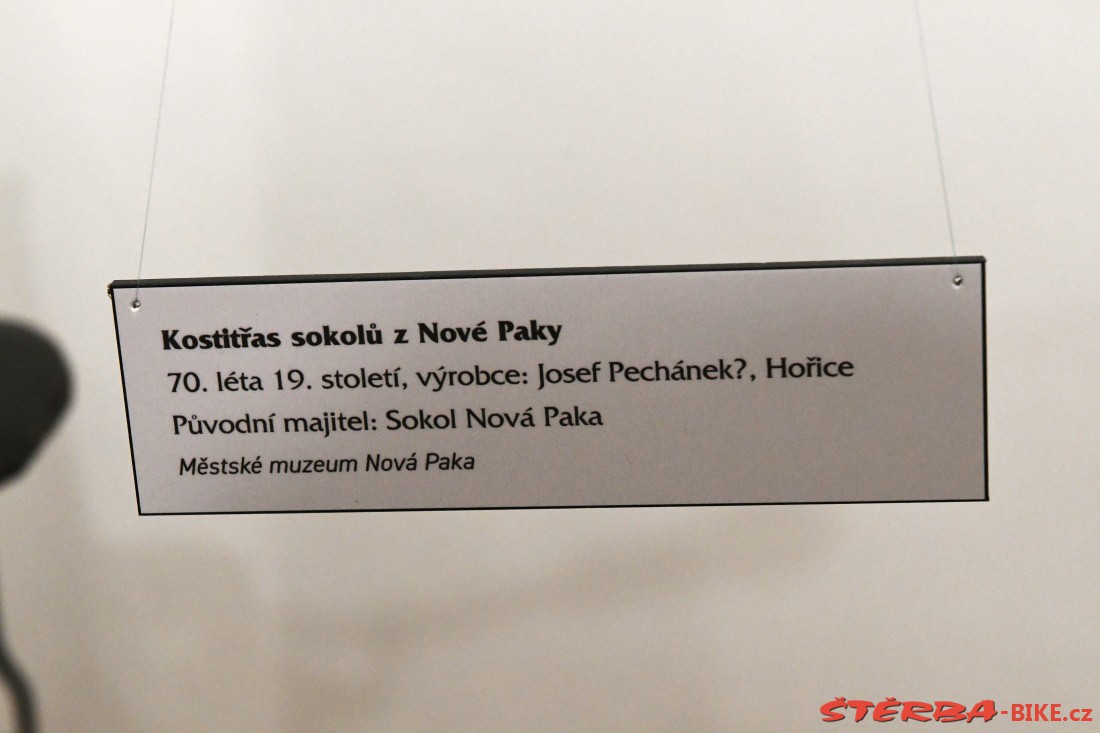 Kostitřas sokolů z Nové Paky
70. léta 19. století, výrobce: Josef Pechánek?, Hořice
Původní majitel: Sokol Nová Paka
Městské muzeum Nová Paka
ŠTĚRBA-BIKE.cz